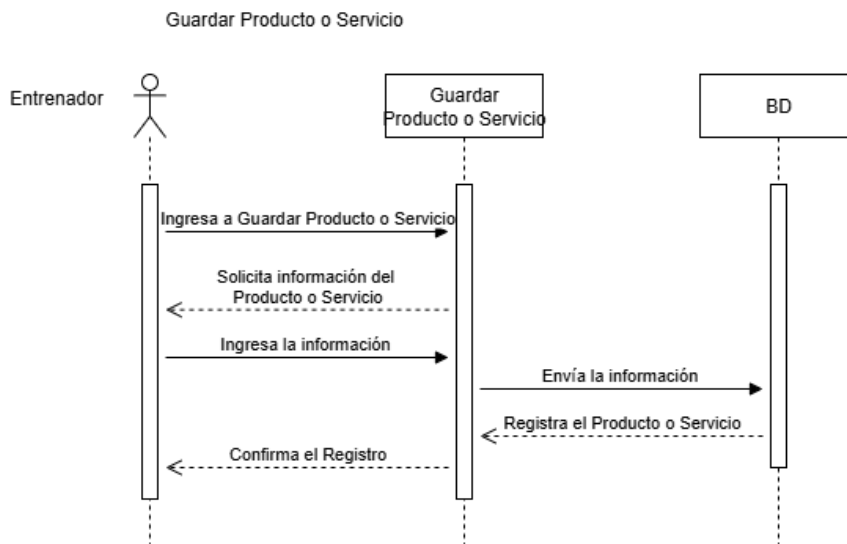 Guardar Producto o Servicio
Entrenador
Guardar
Producto o Servicio
BD
Ingresa a Guardar Producto o Servicio
Solicita información del
Producto o Servicio
Ingresa la información
Envía la información
Registra el Producto o Servicio
Confirma el Registro